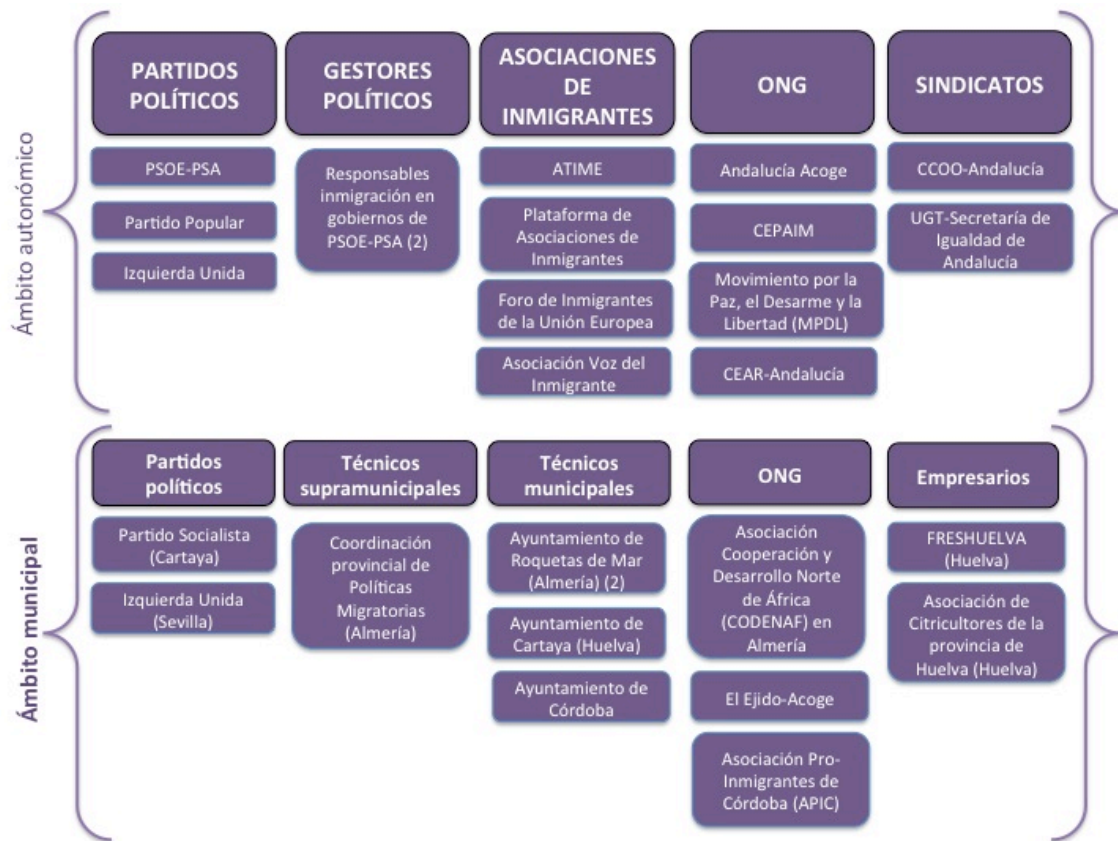 Ámbito autonómico
PARTIDOS
POLÍTICOS
PSOE-PSA
Partido Popular
Izquierda Unida
GESTORES
POLÍTICOS
Responsables
inmigración en
gobiernos de
PSOE-PSA (2)
ASOCIACIONES
DE
INMIGRANTES
ATIME
Plataforma de
Asociaciones de
Inmigrantes
Foro de Inmigrantes
de la Unión Europea
Asociación Voz del
Inmigrante
ONG
Andalucía Acoge
CEPAIM
Movimiento por la
Paz, el Desarme y la
Libertad (MPDL)
CEAR-Andalucía
SINDICATOS
CCOO-Andalucía
UGT-Secretaría de
Igualdad de
Andalucía
Ámbito municipal
Partidos
políticos
Partido Socialista
(Cartaya)
Izquierda Unida
(Sevilla)
Técnicos
supramunicipales
Coordinación
provincial de
Políticas
Migratorias
(Almería)
Técnicos
municipales
Ayuntamiento de
Roquetas de Mar
(Almería) (2)
Ayuntamiento de
Cartaya (Huelva)
Ayuntamiento de
Córdoba
ONG
Asociación
Cooperación y
Desarrollo Norte
de África
(CODENAF) en
Almería
El Ejido-Acoge
Asociación Pro-
Inmigrantes de
Córdoba (APIC)
Empresarios
FRESHUELVA
(Huelva)
Asociación de
Citricultores de la
provincia de
Huelva (Huelva)